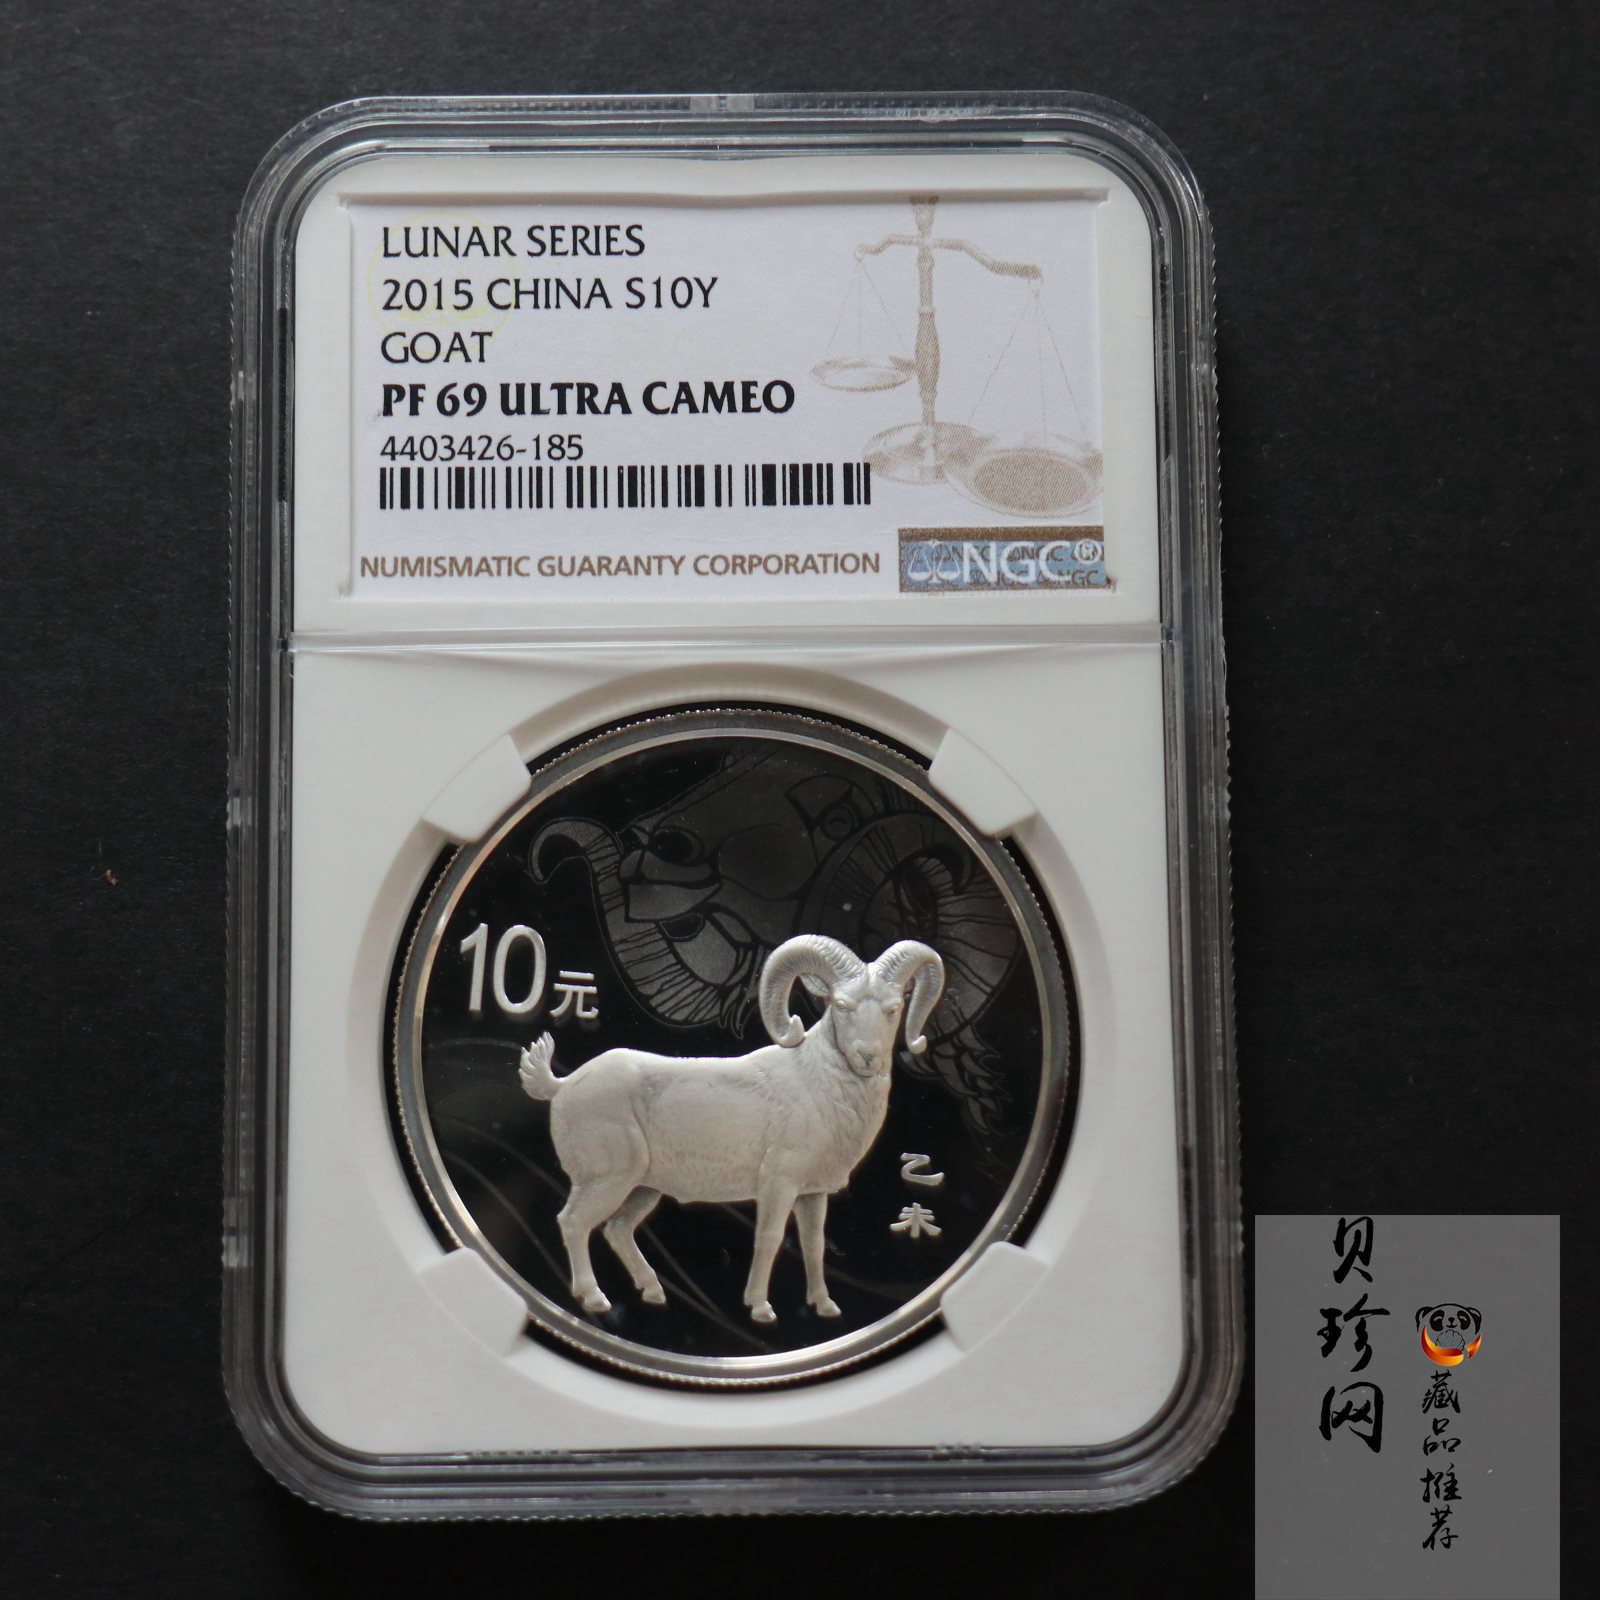 LUNAR SERIES
2015 CHINA S10Y
GOAT
PF 69 ULTRA CAMEO
4403426-185
NUMISMATIC GUARANTY CORPORATION
NGC®
10元
乙
未
贝珍网
藏品推荐